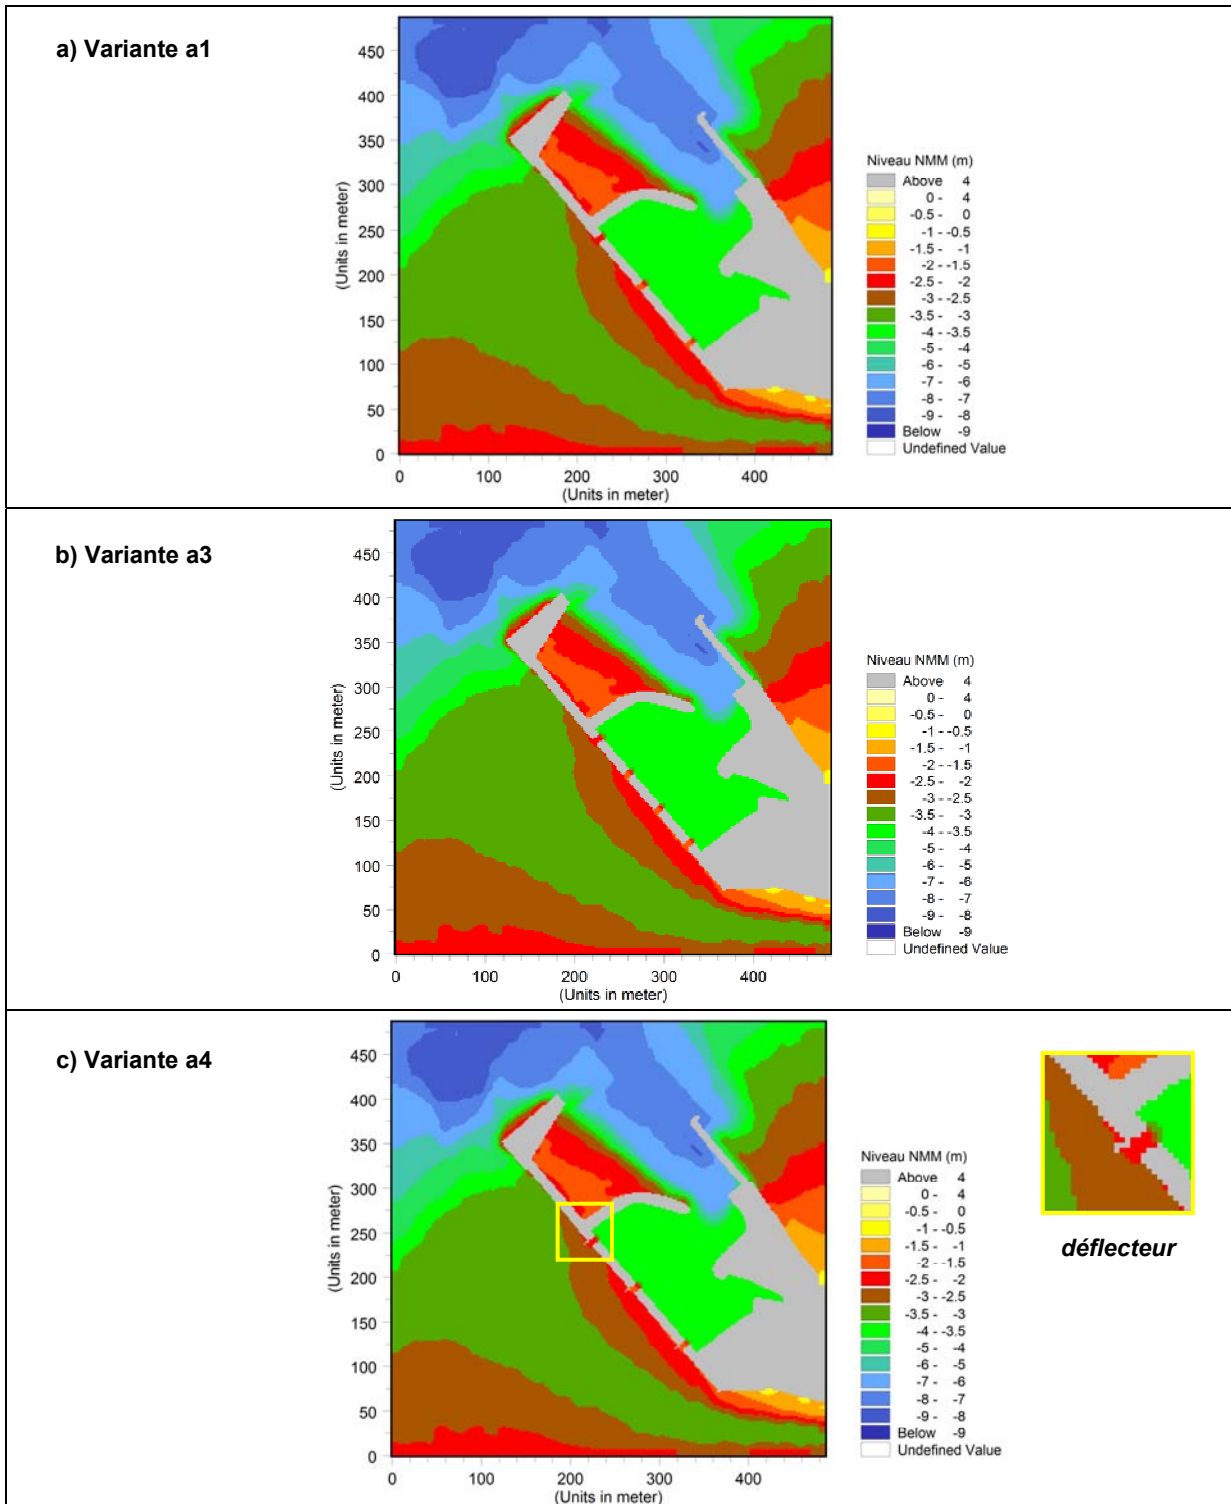 a) Variante a1
450
400
350
300
250
200
150
100
50
0
(Units in meter)
0 100 200 300 400
(Units in meter)
Niveau NMM (m)
Above 4
0 - 4
-0.5 - 0
-1 - -0.5
-1.5 - -1
-2 - -1.5
-2.5 - -2
-3 - -2.5
-3.5 - -3
-4 - -3.5
-5 - -4
-6 - -5
-7 - -6
-8 - -7
-9 - -8
Below -9
Undefined Value
b) Variante a3
450
400
350
300
250
200
150
100
50
0
(Units in meter)
0 100 200 300 400
(Units in meter)
Niveau NMM (m)
Above 4
0 - 4
-0.5 - 0
-1 - -0.5
-1.5 - -1
-2 - -1.5
-2.5 - -2
-3 - -2.5
-3.5 - -3
-4 - -3.5
-5 - -4
-6 - -5
-7 - -6
-8 - -7
-9 - -8
Below -9
Undefined Value
c) Variante a4
450
400
350
300
250
200
150
100
50
0
(Units in meter)
0 100 200 300 400
(Units in meter)
Niveau NMM (m)
Above 4
0 - 4
-0.5 - 0
-1 - -0.5
-1.5 - -1
-2 - -1.5
-2.5 - -2
-3 - -2.5
-3.5 - -3
-4 - -3.5
-5 - -4
-6 - -5
-7 - -6
-8 - -7
-9 - -8
Below -9
Undefined Value
déflecteur